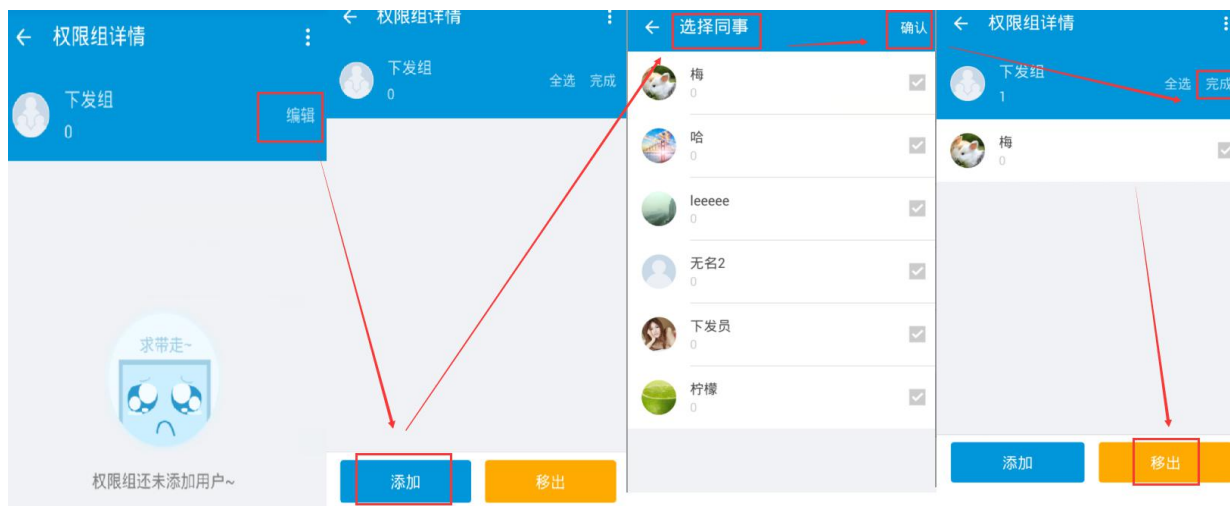 权限组详情
下发组
0
编辑
求带走~
权限组还未添加用户~
权限组详情
下发组
0
全选 完成
添加
移出
选择同事
确认
梅
0
哈
0
leeeee
0
无名2
0
下发员
0
柠檬
0
权限组详情
下发组
1
全选 完成
梅
0
添加
移出